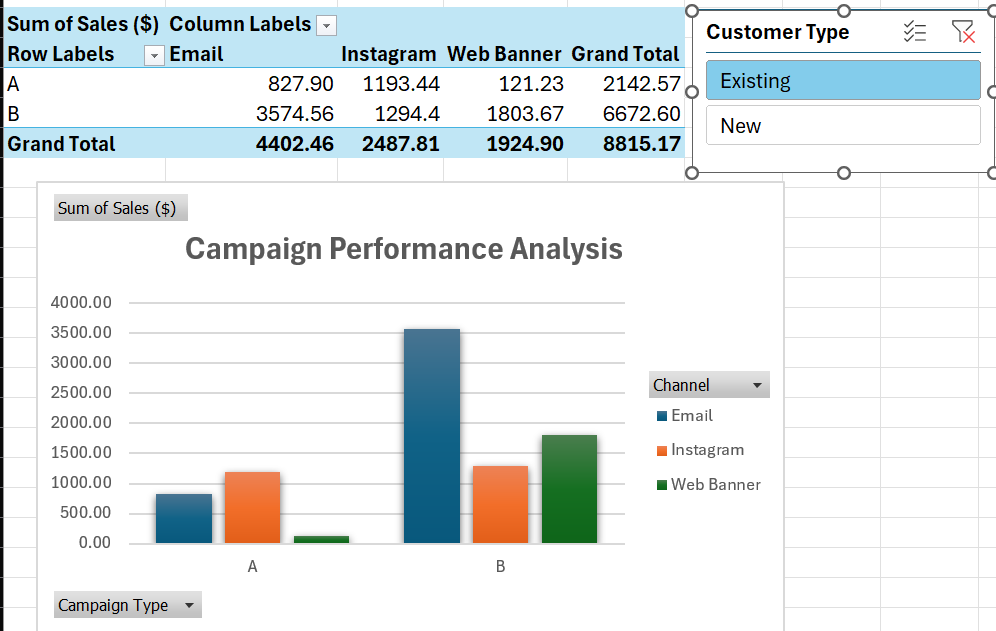 Sum of Sales ($) Column Labels
Row Labels Email Instagram Web Banner Grand Total
A 827.90 1193.44 121.23 2142.57
B 3574.56 1294.4 1803.67 6672.60
Grand Total 4402.46 2487.81 1924.90 8815.17
Customer Type
Existing
New
Sum of Sales ($)
Campaign Performance Analysis
4000.00
3500.00
3000.00
2500.00
2000.00
1500.00
1000.00
500.00
0.00
A B
Channel
Email
Instagram
Web Banner
Campaign Type